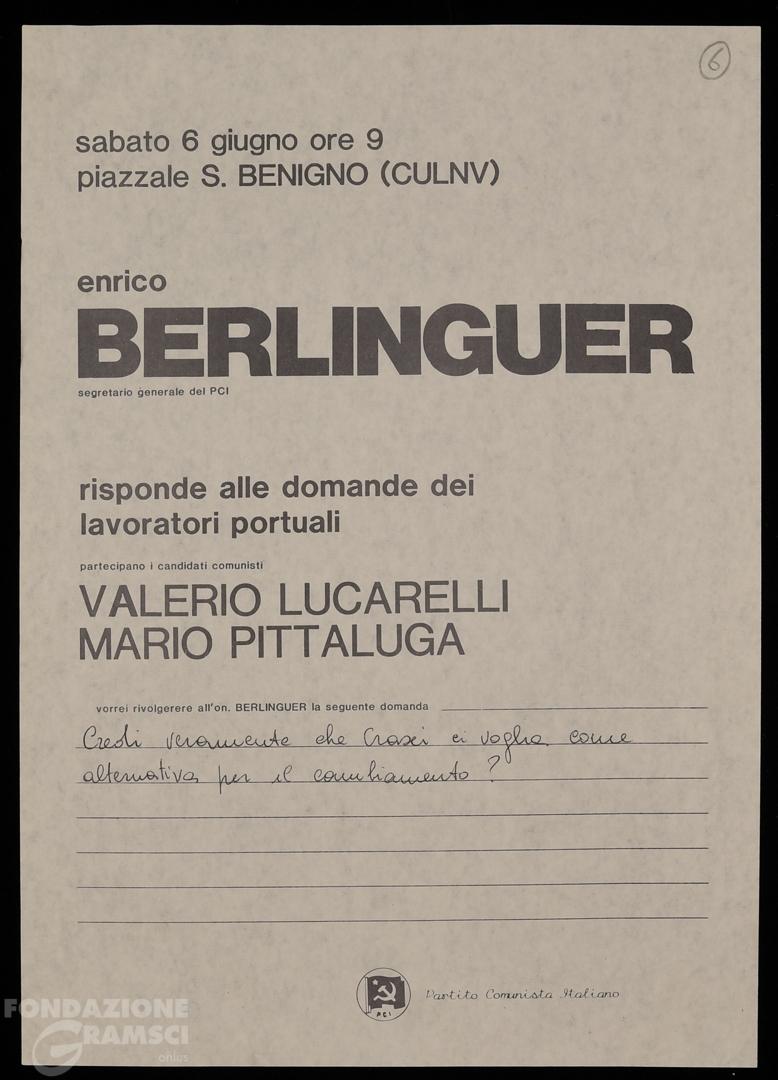 6
sabato 6 giugno ore 9
piazzale S. BENIGNO (CULNV)
enrico
BERLINGUER
segretario generale del PCI
risponde alle domande dei
lavoratori portuali
partecipano i candidati comunisti
VALERIO LUCARELLI
MARIO PITTALUGA
vorrei rivolgerere all'on. BERLINGUER la seguente domanda
Credi veramente che Craxi ci voglia come
alternativa per il cambiamento?
PCI
Partito Comunista Italiano
FONDAZIONE
GRAMSCI
onlus